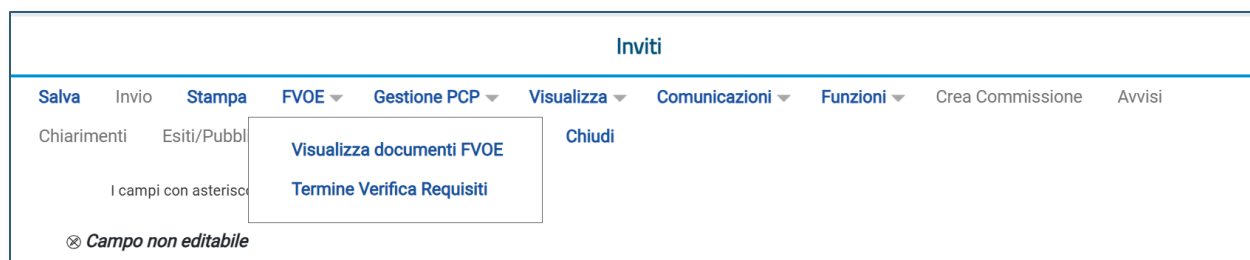 Inviti
Salva Invio Stampa FVOE Gestione PCP Visualizza Comunicazioni Funzioni Crea Commissione Avvisi
Chiarimenti Esiti/Pubbli Chiudi
Visualizza documenti FVOE
Termine Verifica Requisiti
I campi con asterisco
Campo non editabile